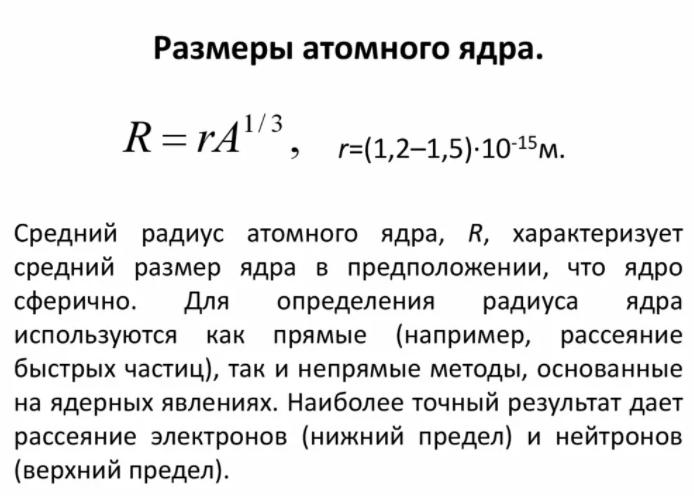 Размеры атомного ядра.
R = rA^{1/3}, r=(1,2–1,5)·10^{-15}м.
Средний радиус атомного ядра, R, характеризует
средний размер ядра в предположении, что ядро
сферично. Для определения радиуса ядра
используются как прямые (например, рассеяние
быстрых частиц), так и непрямые методы, основанные
на ядерных явлениях. Наиболее точный результат дает
рассеяние электронов (нижний предел) и нейтронов
(верхний предел).